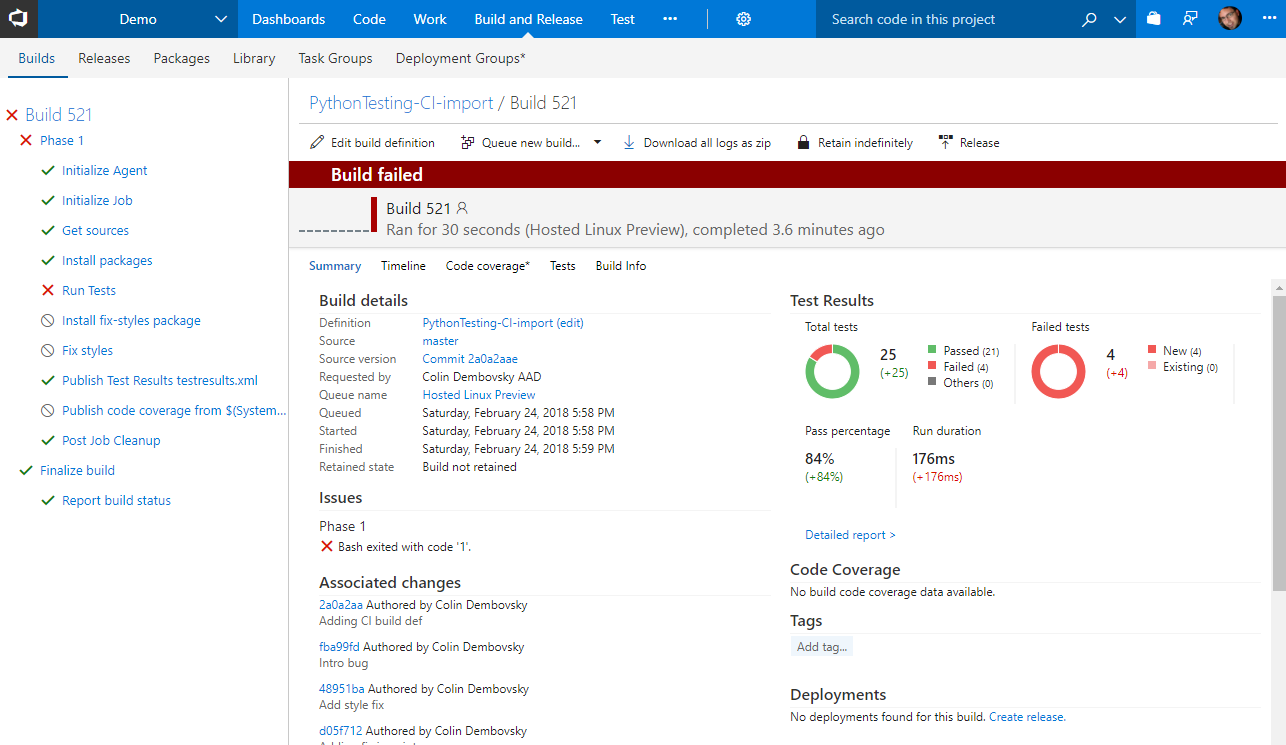 Demo
Dashboards Code Work Build and Release Test ···
Search code in this project
Builds Releases Packages Library Task Groups Deployment Groups*
Build 521
Phase 1
Initialize Agent
Initialize Job
Get sources
Install packages
Run Tests
Install fix-styles package
Fix styles
Publish Test Results testresults.xml
Publish code coverage from $(System...
Post Job Cleanup
Finalize build
Report build status
PythonTesting-CI-import / Build 521
Edit build definition Queue new build... Download all logs as zip Retain indefinitely Release
Build failed
Build 521
Ran for 30 seconds (Hosted Linux Preview), completed 3.6 minutes ago
Summary Timeline Code coverage* Tests Build Info
Build details
Definition PythonTesting-CI-import (edit)
Source master
Source version Commit 2a0a2aae
Requested by Colin Dembovsky AAD
Queue name Hosted Linux Preview
Queued Saturday, February 24, 2018 5:58 PM
Started Saturday, February 24, 2018 5:58 PM
Finished Saturday, February 24, 2018 5:59 PM
Retained state Build not retained
Issues
Phase 1
Bash exited with code '1'.
Associated changes
2a0a2aa Authored by Colin Dembovsky
Adding CI build def
fba99fd Authored by Colin Dembovsky
Intro bug
48951ba Authored by Colin Dembovsky
Add style fix
d05f712 Authored by Colin Dembovsky
Test Results
Total tests
25
(+25)
Passed (21)
Failed (4)
Others (0)
Failed tests
4
(+4)
New (4)
Existing (0)
Pass percentage
84%
(+84%)
Run duration
176ms
(+176ms)
Detailed report >
Code Coverage
No build code coverage data available.
Tags
Add tag...
Deployments
No deployments found for this build. Create release.